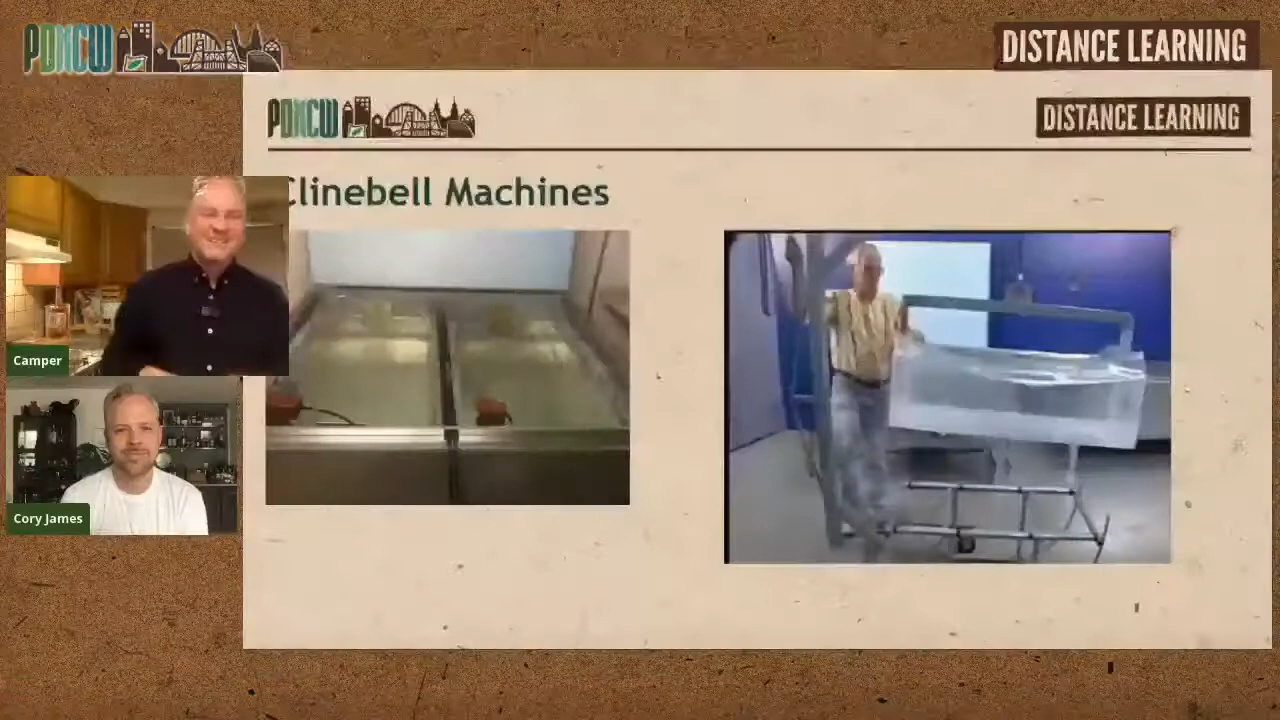 PDXCW
DISTANCE LEARNING
PDXCW
DISTANCE LEARNING
Clinebell Machines
Camper
Cory James